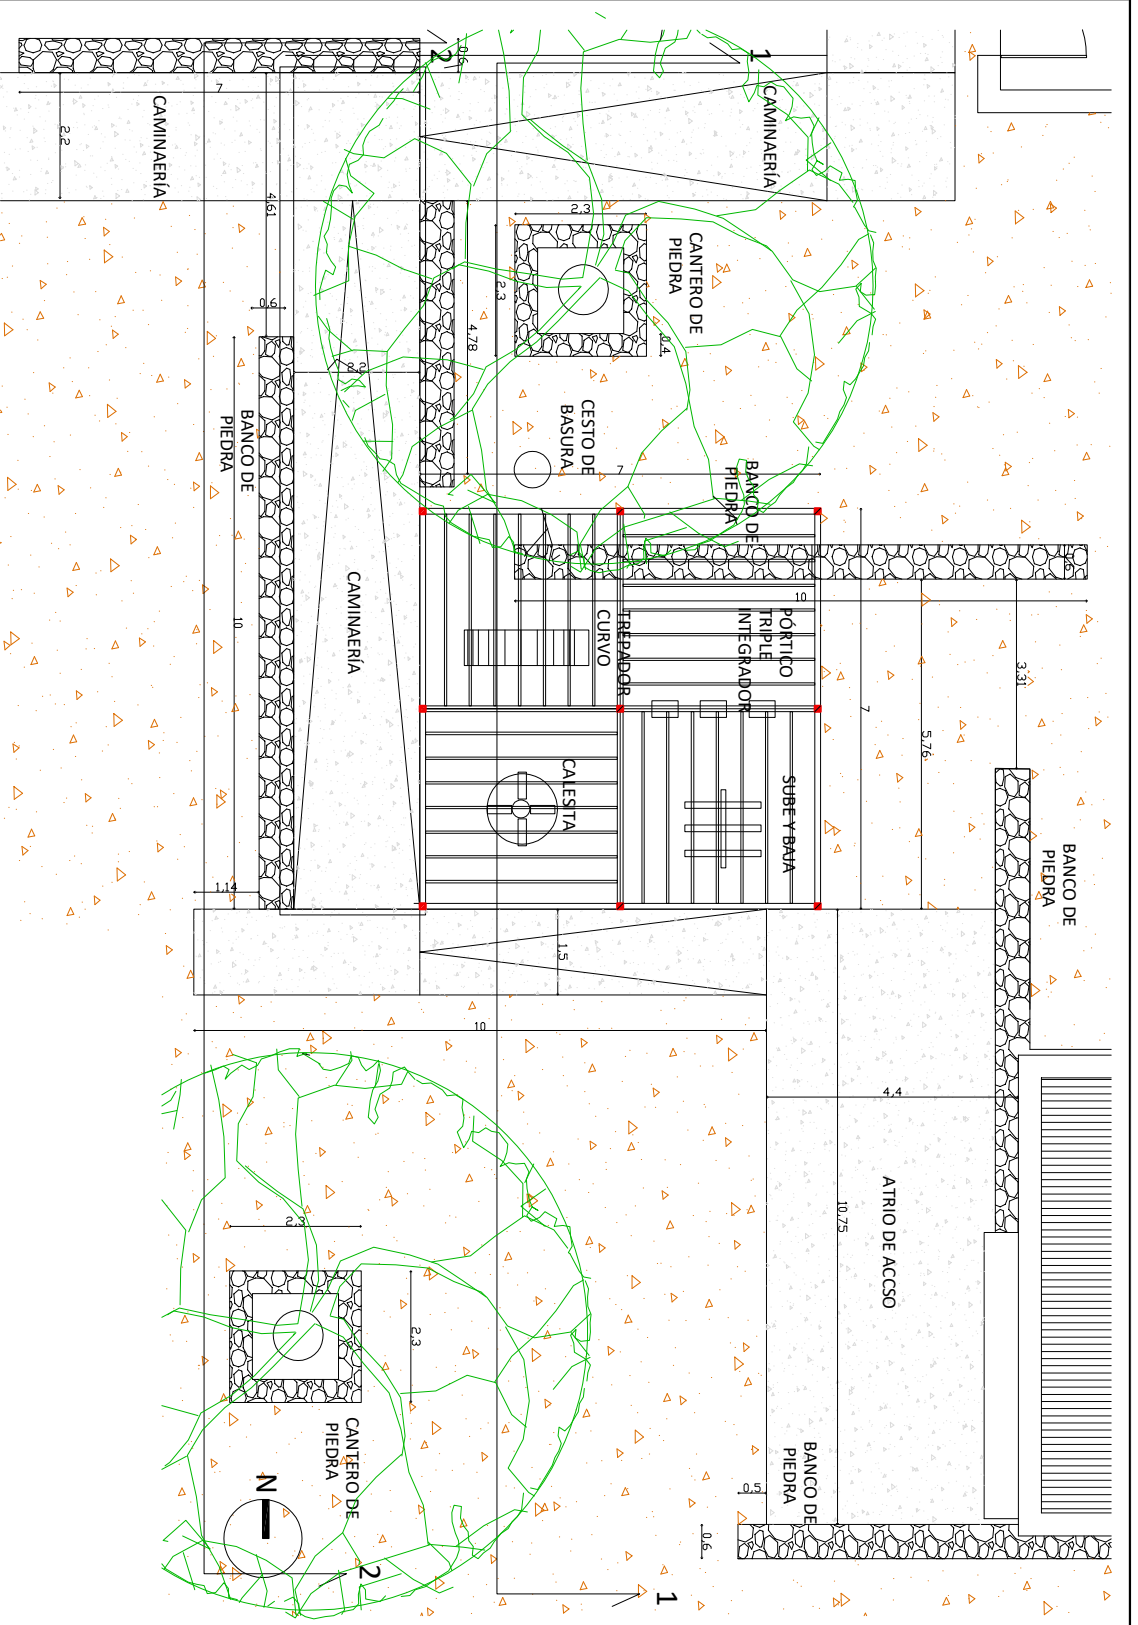 BANCO DE
PIEDRA
0,6
3,31
5,76
4,4
ATRIO DE ACCSO
7
10,75
10
BANCO DE
PIEDRA
SUBE Y BAJA
PÓRTICO
TRIPLE
INTEGRADOR
CAMINAERÍA
1
BANCO DE
PIEDRA
0,5
0,6
CANTERO DE
PIEDRA
0,4
1
TREPADOR
CURVO
7
CESTO DE
BASURA
2,3
CALESITA
1,5
2,3
10
4,78
0,6
2
2,3
2
2,2
CAMINAERÍA
CANTERO DE
PIEDRA
2,3
4,61
0,6
N
BANCO DE
PIEDRA
10
1,14
7
CAMINAERÍA
2,2